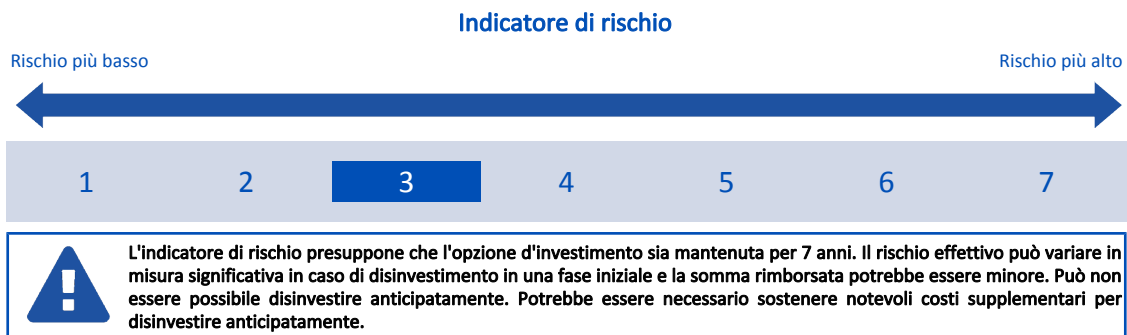 Indicatore di rischio
Rischio più basso
Rischio più alto
1 2 3 4 5 6 7
L'indicatore di rischio presuppone che l'opzione d'investimento sia mantenuta per 7 anni. Il rischio effettivo può variare in
misura significativa in caso di disinvestimento in una fase iniziale e la somma rimborsata potrebbe essere minore. Può non
essere possibile disinvestire anticipatamente. Potrebbe essere necessario sostenere notevoli costi supplementari per
disinvestire anticipatamente.